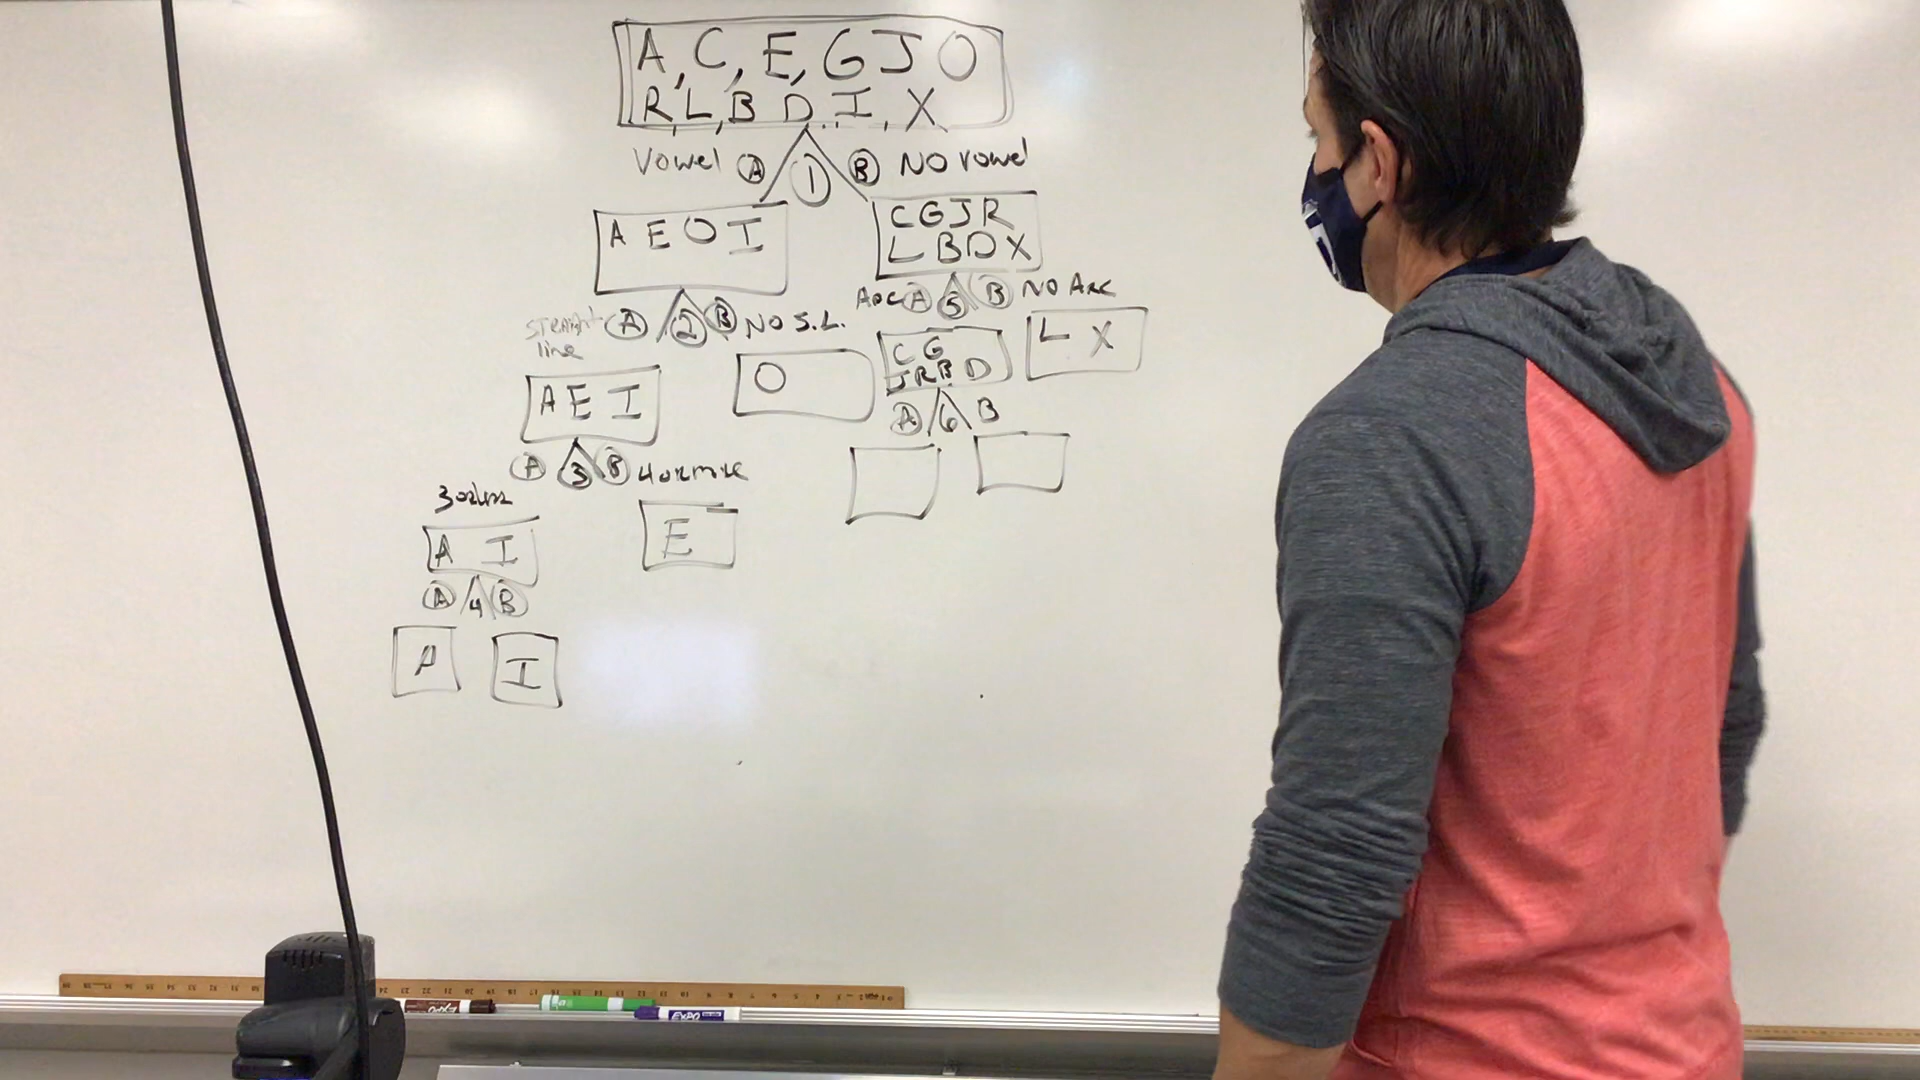 A, C, E, G J O
R, L, B D, I, X
Vowel A 1 B NO vowel
A E O I
C G J R
L B D X
Straight line A 2 B NO S.L.
Arc A 5 B NO Arc
A E I
O
C G
J R B D
L X
A 3 B 4 or more
A 6 B
3 or less
A I
E
A 4 B
A
I
EXPO
EXPO